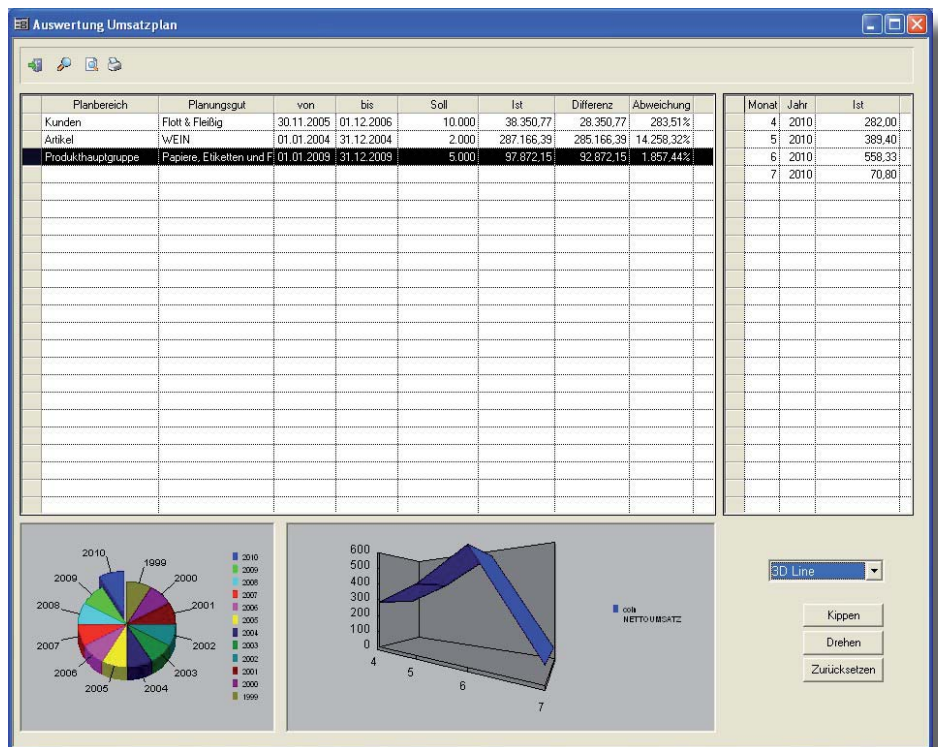 Auswertung Umsatzplan
Planbereich Planungsgut von bis Soll Ist Differenz Abweichung
Kunden Flott & Fleißig 30.11.2005 01.12.2006 10.000 38.350,77 28.350,77 283,51%
Artikel WEIN 01.01.2004 31.12.2004 2.000 287.166,39 285.166,39 14.258,32%
Produkthauptgruppe Papiere, Etiketten und F 01.01.2009 31.12.2009 5.000 97.872,15 92.872,15 1.857,44%
Monat Jahr Ist
4 2010 282,00
5 2010 389,40
6 2010 558,33
7 2010 70,80
2010
1999
2009
2000
2008
2001
2007
2002
2006
2003
2005
2004
2010
2009
2008
2007
2006
2005
2004
2003
2002
2001
2000
1999
600
500
400
300
200
100
0
4
5
6
7
NETTOUMSATZ
3D Line
Kippen
Drehen
Zurücksetzen